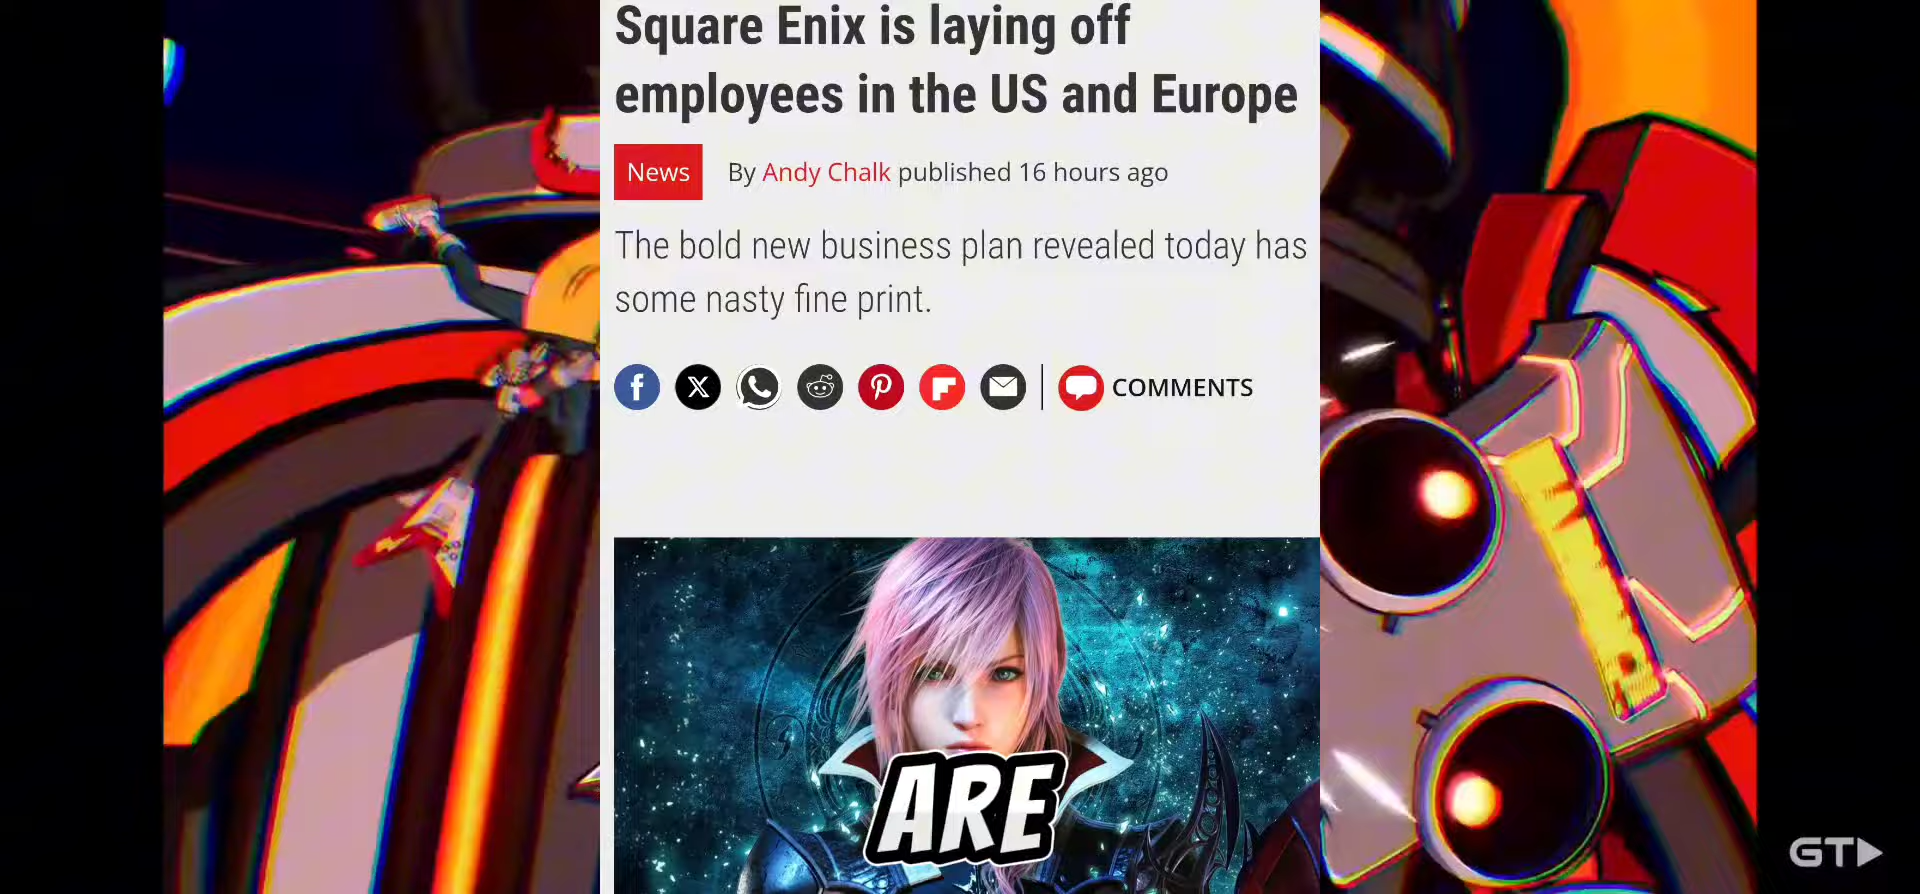 Square Enix is laying off
employees in the US and Europe
News By Andy Chalk published 16 hours ago
The bold new business plan revealed today has
some nasty fine print.
f X COMMENTS
ARE
GT